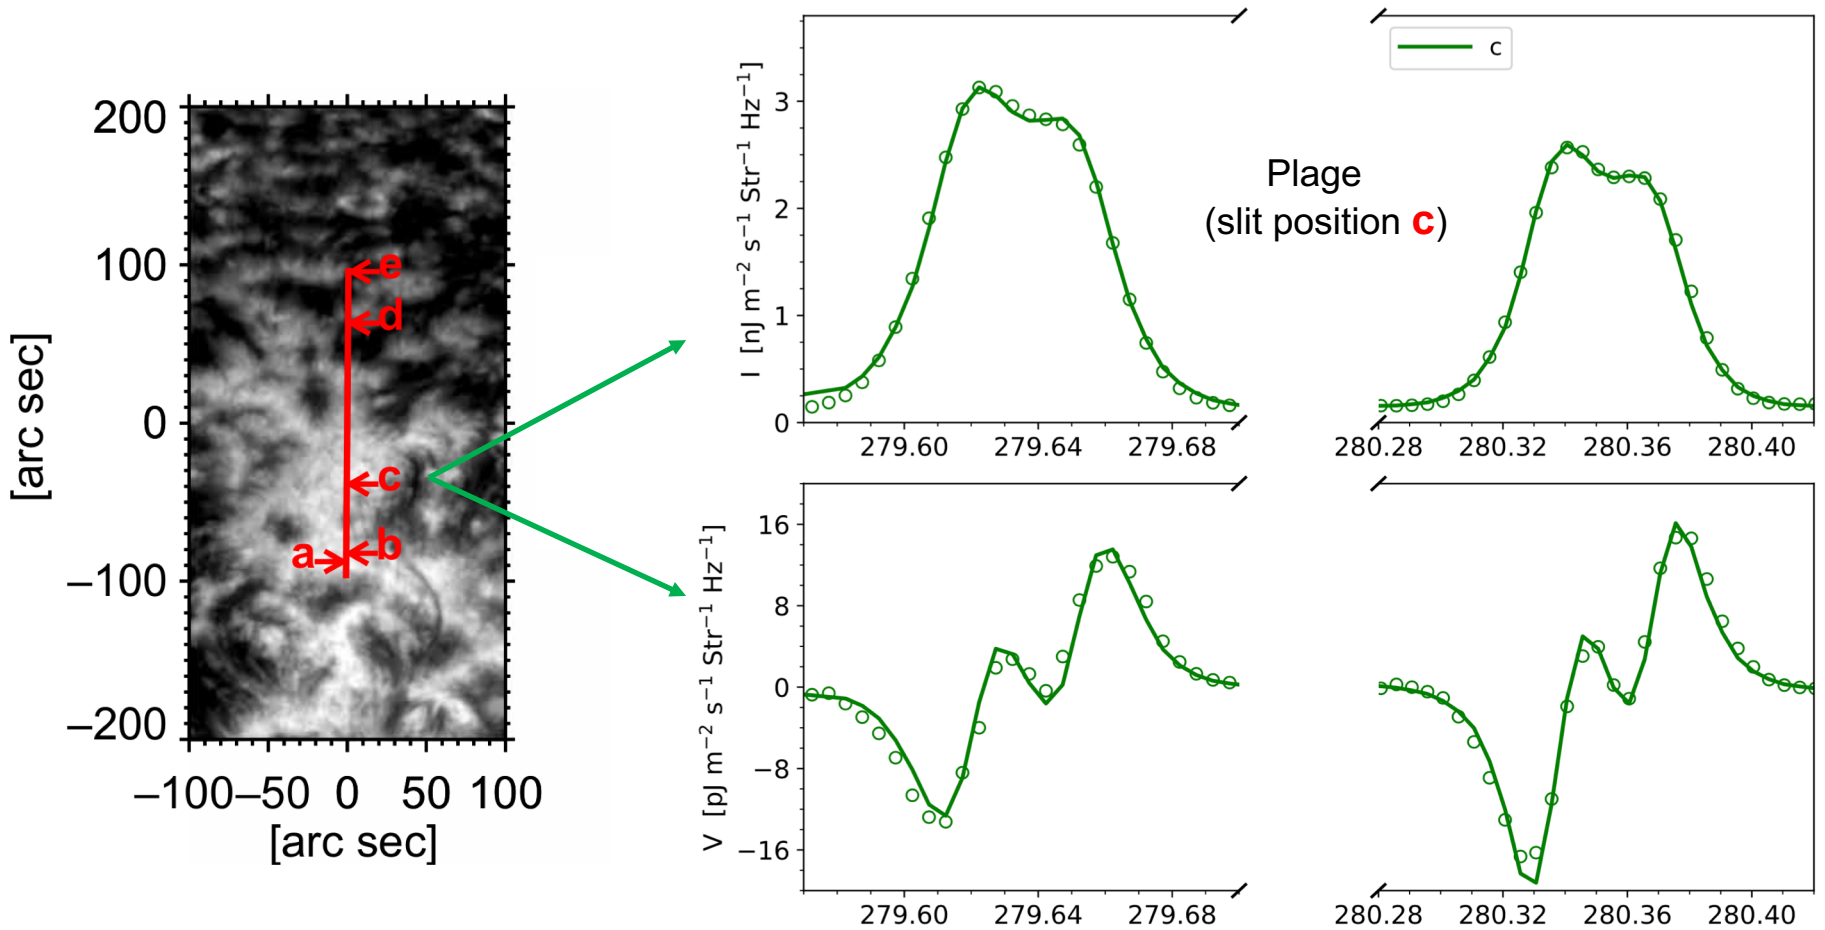 200
100
0
–100
–200
[arc sec]
–100
–50
0
50
100
[arc sec]
e
d
c
b
a
I [nJ m⁻² s⁻¹ Str⁻¹ Hz⁻¹]
3
2
1
0
279.60
279.64
279.68
c
Plage
(slit position c)
280.28
280.32
280.36
280.40
V [pJ m⁻² s⁻¹ Str⁻¹ Hz⁻¹]
16
8
0
−8
−16
279.60
279.64
279.68
280.28
280.32
280.36
280.40